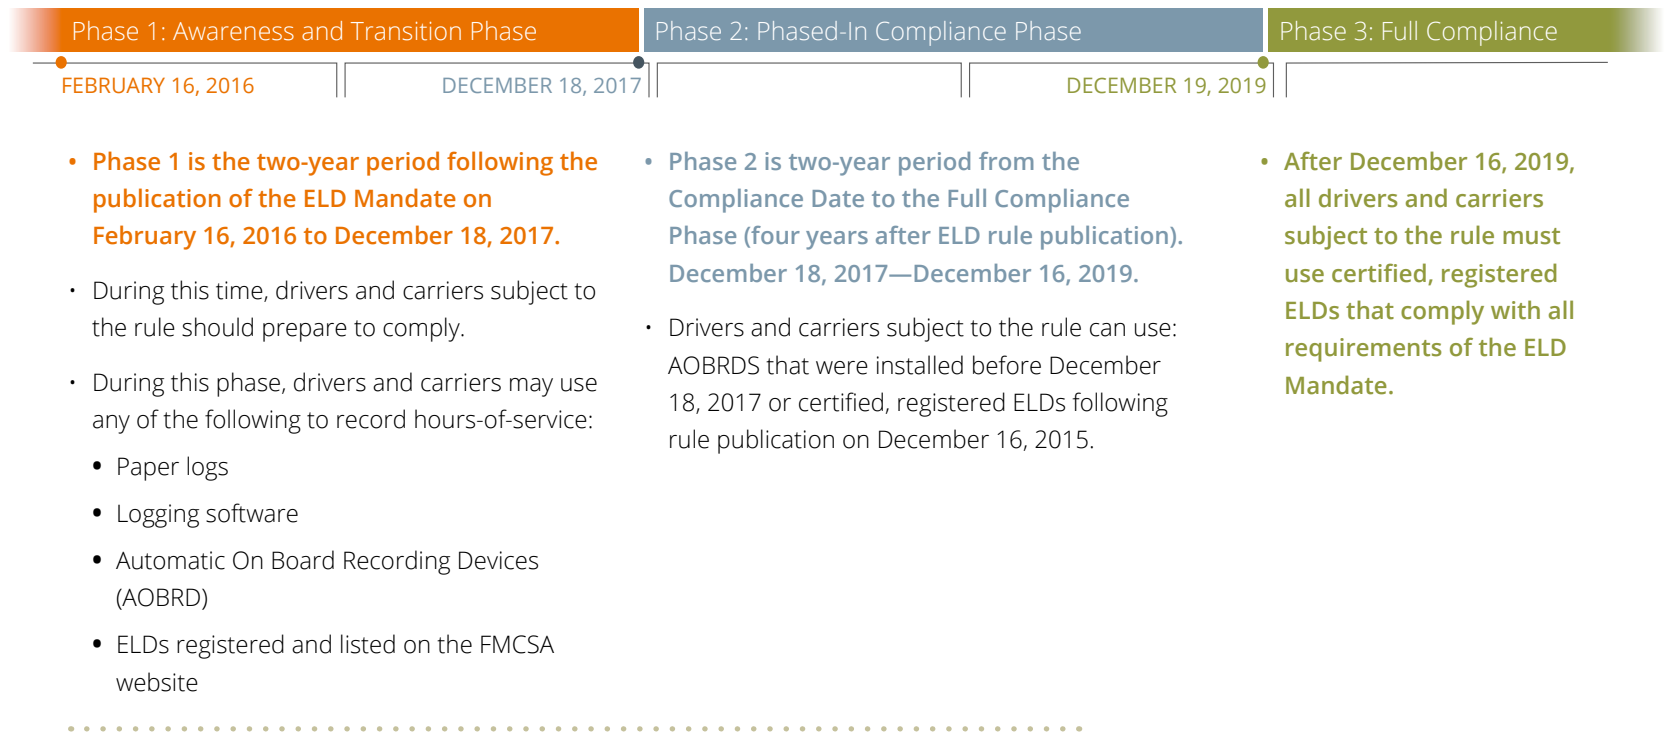 Phase 1: Awareness and Transition Phase
Phase 2: Phased-In Compliance Phase
Phase 3: Full Compliance
FEBRUARY 16, 2016
DECEMBER 18, 2017
DECEMBER 19, 2019
• Phase 1 is the two-year period following the
publication of the ELD Mandate on
February 16, 2016 to December 18, 2017.
• During this time, drivers and carriers subject to
the rule should prepare to comply.
• During this phase, drivers and carriers may use
any of the following to record hours-of-service:
• Paper logs
• Logging software
• Automatic On Board Recording Devices
(AOBRD)
• ELDs registered and listed on the FMCSA
website
• Phase 2 is two-year period from the
Compliance Date to the Full Compliance
Phase (four years after ELD rule publication).
December 18, 2017—December 16, 2019.
• Drivers and carriers subject to the rule can use:
AOBRDS that were installed before December
18, 2017 or certified, registered ELDs following
rule publication on December 16, 2015.
• After December 16, 2019,
all drivers and carriers
subject to the rule must
use certified, registered
ELDs that comply with all
requirements of the ELD
Mandate.